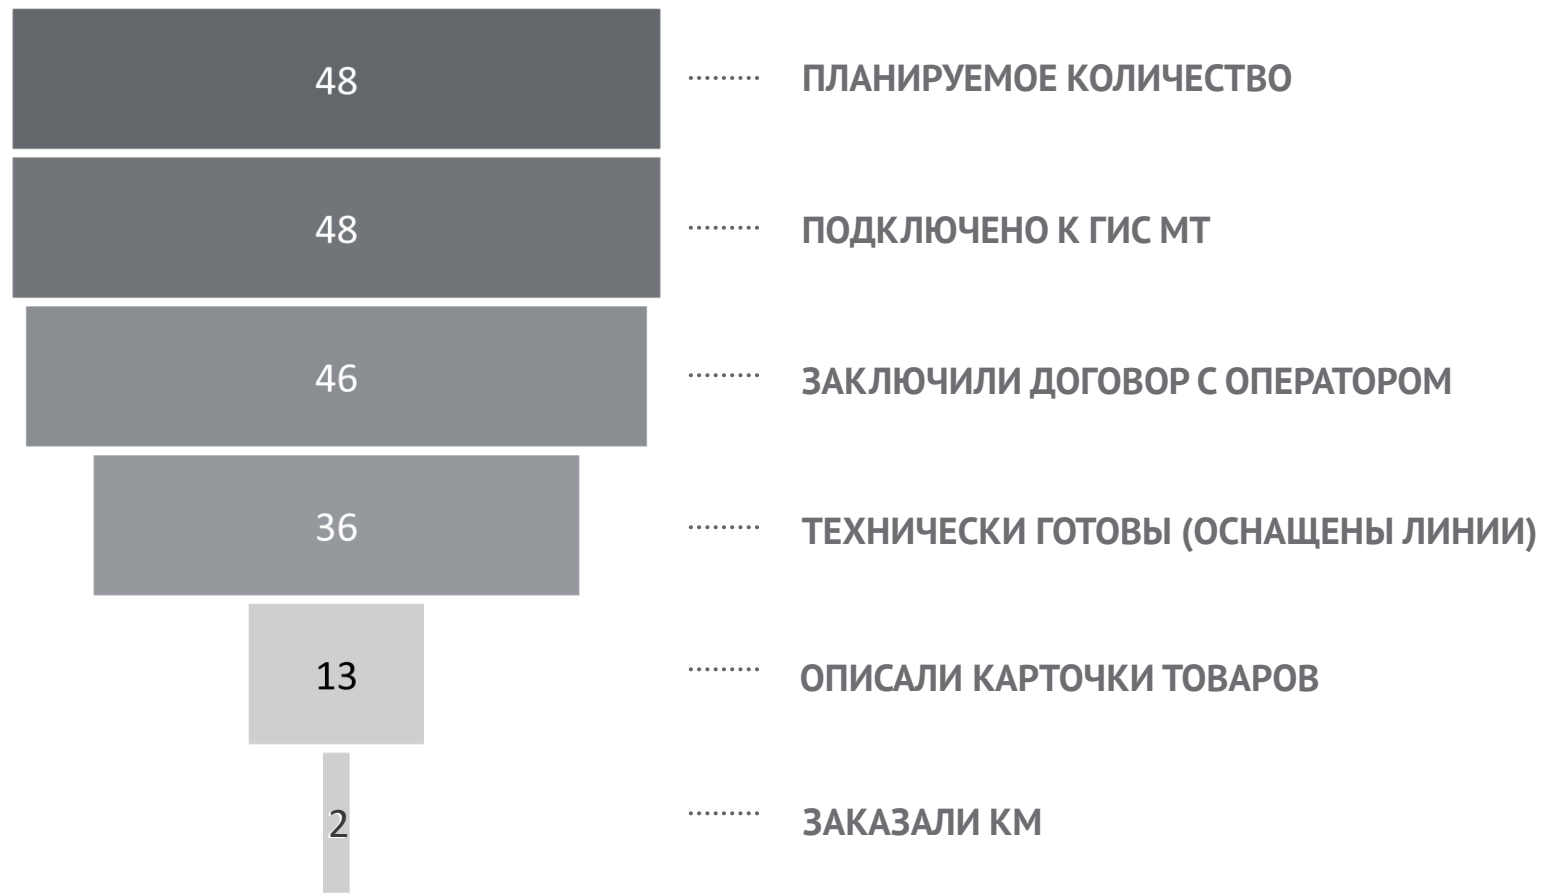 48 ПЛАНИРУЕМОЕ КОЛИЧЕСТВО
48 ПОДКЛЮЧЕНО К ГИС МТ
46 ЗАКЛЮЧИЛИ ДОГОВОР С ОПЕРАТОРОМ
36 ТЕХНИЧЕСКИ ГОТОВЫ (ОСНАЩЕНЫ ЛИНИИ)
13 ОПИСАЛИ КАРТОЧКИ ТОВАРОВ
2 ЗАКАЗАЛИ КМ